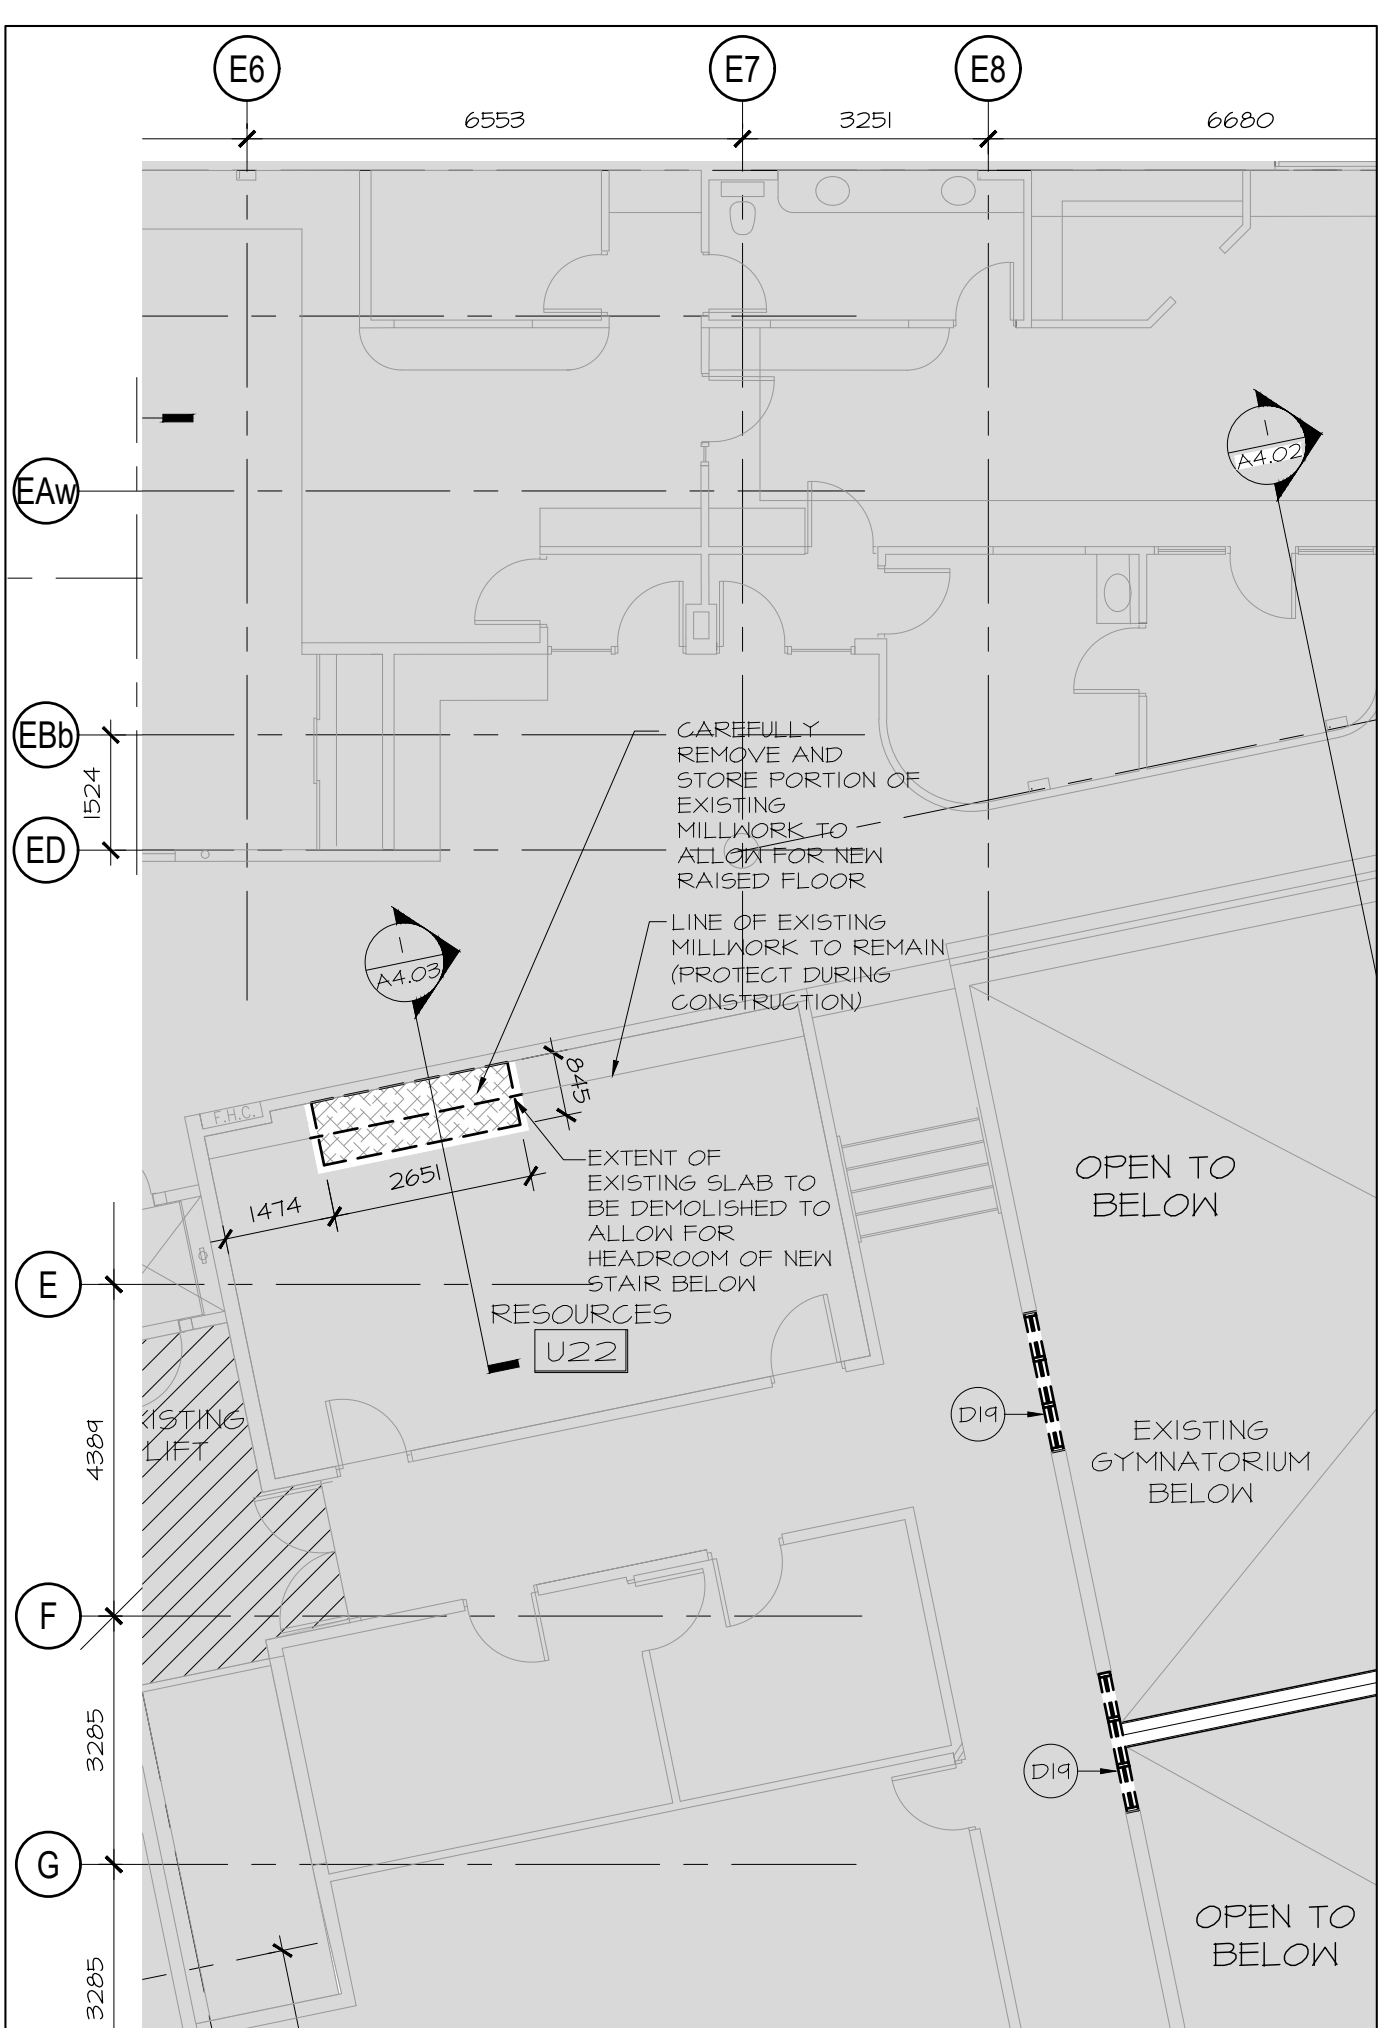 E6
E7
E8
6553
3251
6680
1
A4.02
EAw
EBb
1524
ED
CAREFULLY
REMOVE AND
STORE PORTION OF
EXISTING
MILLWORK TO
ALLOW FOR NEW
RAISED FLOOR
LINE OF EXISTING
MILLWORK TO REMAIN
(PROTECT DURING
CONSTRUCTION)
1
A4.03
845
F.H.C.
2651
1474
EXTENT OF
EXISTING SLAB TO
BE DEMOLISHED TO
ALLOW FOR
HEADROOM OF NEW
STAIR BELOW
OPEN TO
BELOW
E
RESOURCES
U22
D19
4389
XISTING
LIFT
EXISTING
GYMNATORIUM
BELOW
F
3285
D19
G
OPEN TO
BELOW
3285